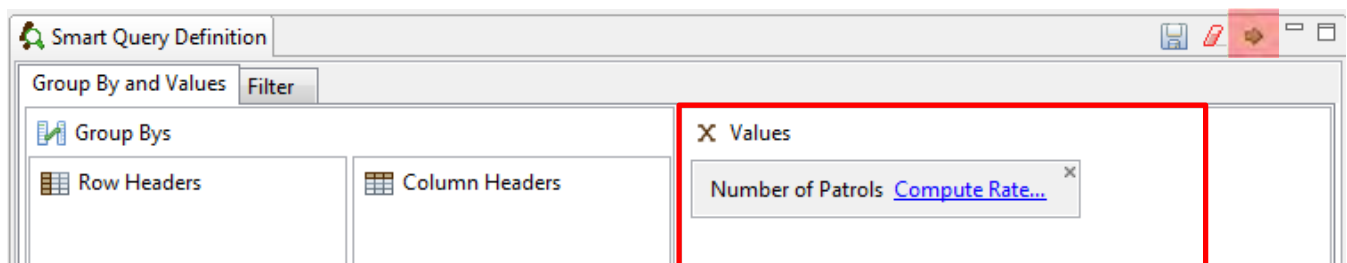 Smart Query Definition
Group By and Values Filter
Group Bys
Values
Row Headers
Column Headers
Number of Patrols Compute Rate...